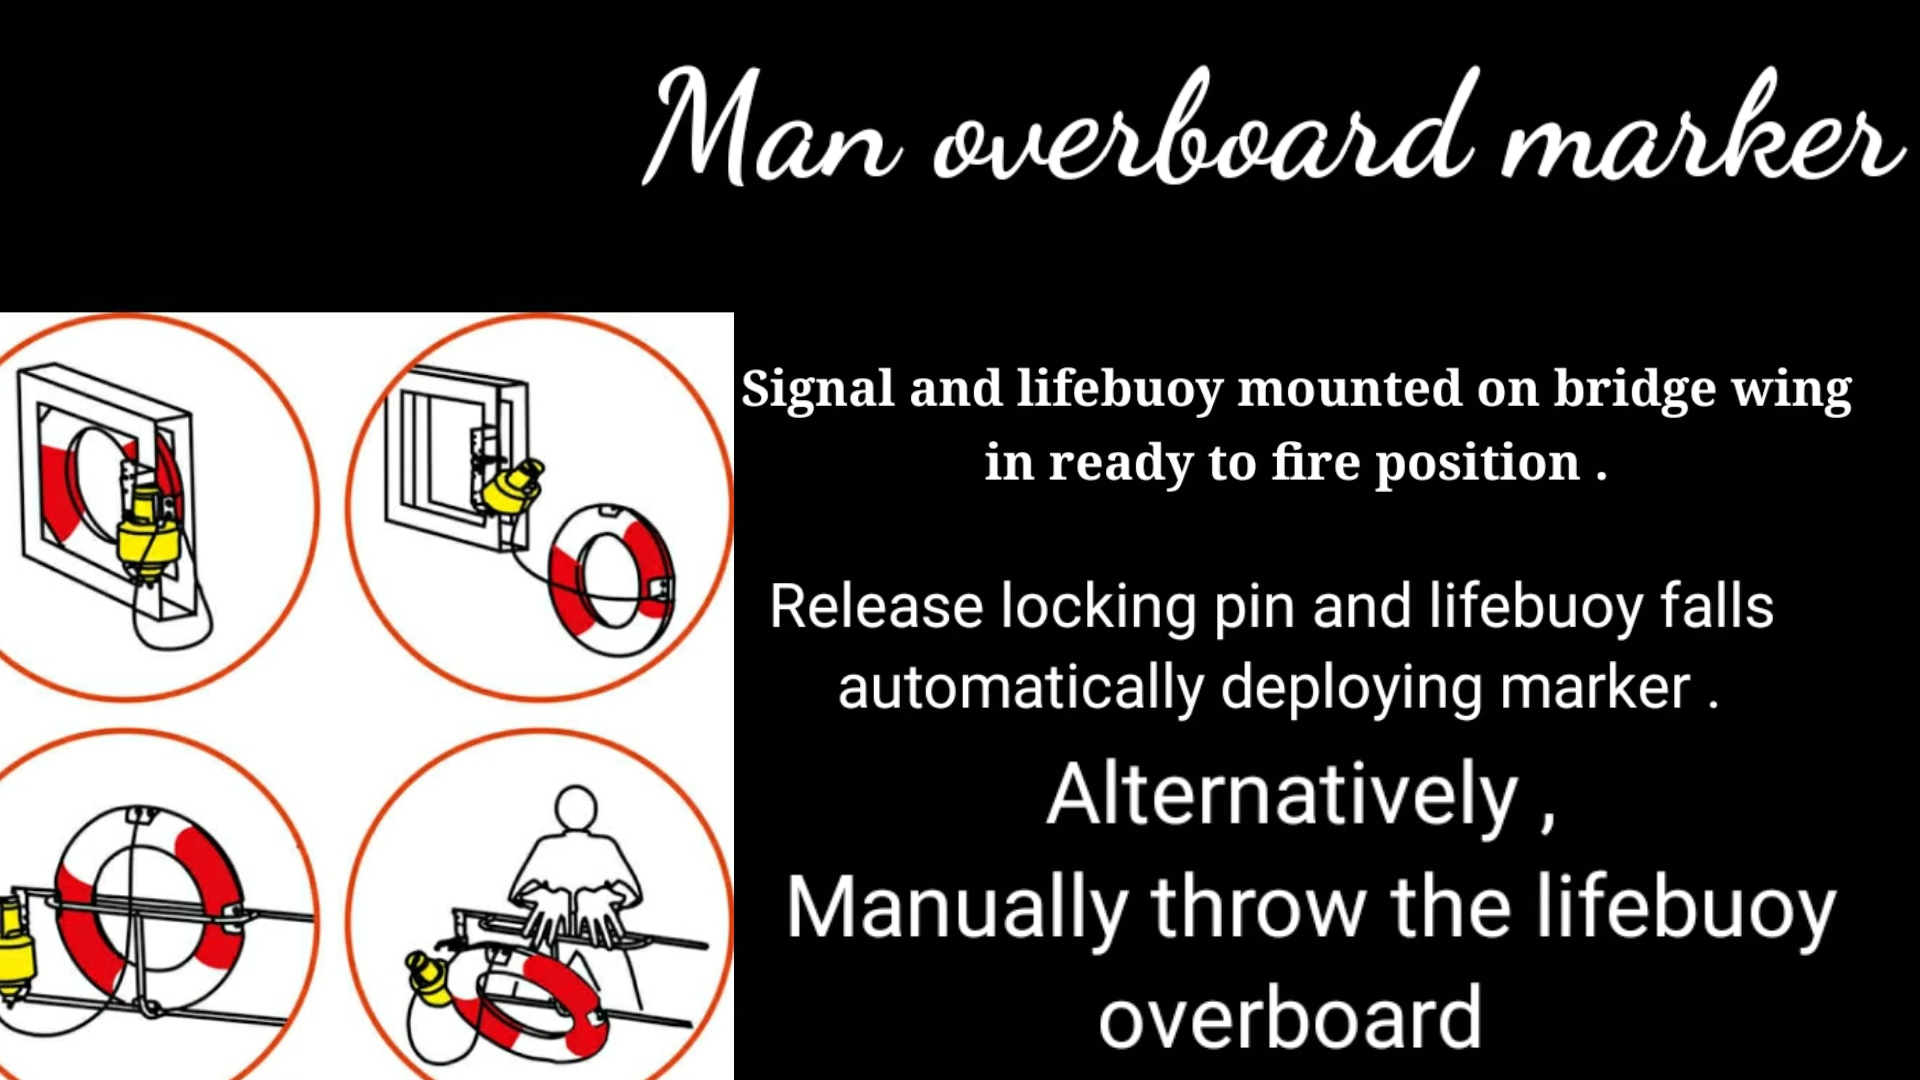 Man overboard marker
Signal and lifebuoy mounted on bridge wing
in ready to fire position .
Release locking pin and lifebuoy falls
automatically deploying marker .
Alternatively ,
Manually throw the lifebuoy
overboard